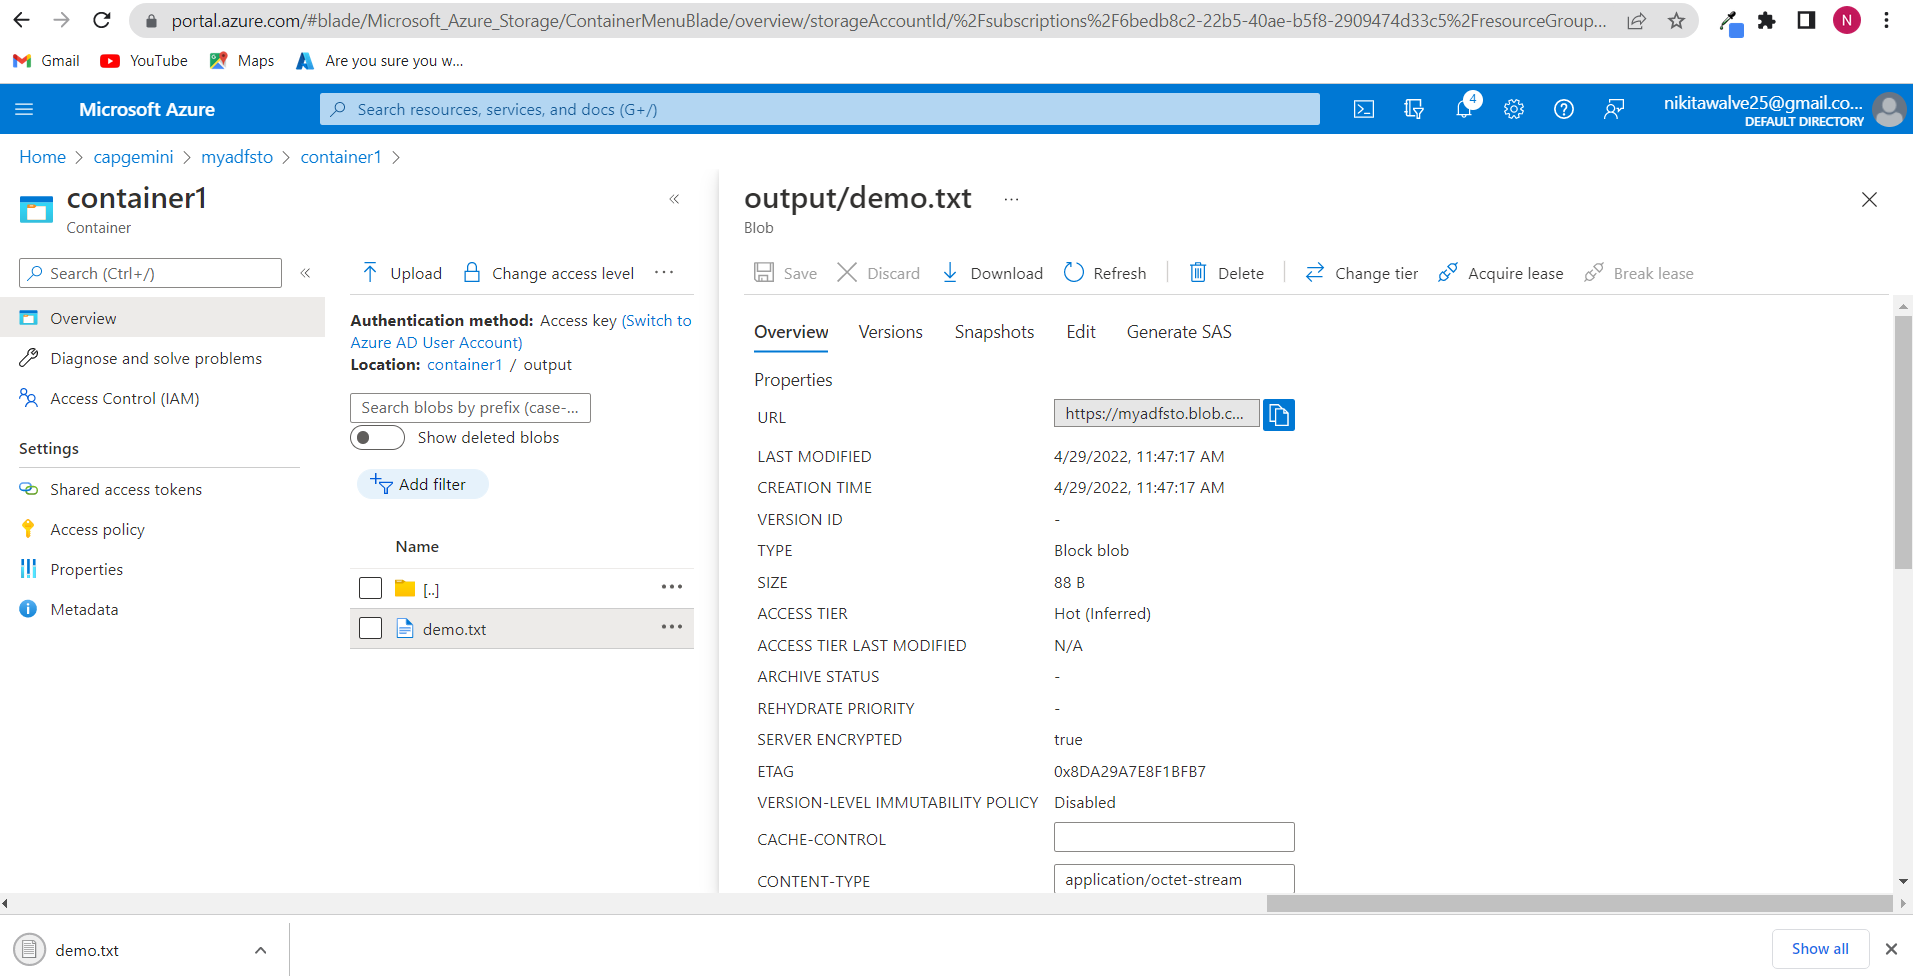 portal.azure.com/#blade/Microsoft_Azure_Storage/ContainerMenuBlade/overview/storageAccountId/%2Fsubscriptions%2F6bedb8c2-22b5-40ae-b5f8-2909474d33c5%2FresourceGroup...
N
Gmail YouTube Maps Are you sure you w...
Microsoft Azure
Search resources, services, and docs (G+/)
4
nikitawalve25@gmail.co...
DEFAULT DIRECTORY
Home > capgemini > myadfsto > container1 >
container1
Container
«
Search (Ctrl+/)
«
Overview
Diagnose and solve problems
Access Control (IAM)
Settings
Shared access tokens
Access policy
Properties
Metadata
Upload Change access level ...
Authentication method: Access key (Switch to
Azure AD User Account)
Location: container1 / output
Search blobs by prefix (case-...
Show deleted blobs
Add filter
Name
[..] ...
demo.txt ...
output/demo.txt ...
Blob
Save Discard Download Refresh Delete Change tier Acquire lease Break lease
Overview Versions Snapshots Edit Generate SAS
Properties
URL https://myadfsto.blob.c...
LAST MODIFIED 4/29/2022, 11:47:17 AM
CREATION TIME 4/29/2022, 11:47:17 AM
VERSION ID -
TYPE Block blob
SIZE 88 B
ACCESS TIER Hot (Inferred)
ACCESS TIER LAST MODIFIED N/A
ARCHIVE STATUS -
REHYDRATE PRIORITY -
SERVER ENCRYPTED true
ETAG 0x8DA29A7E8F1BFB7
VERSION-LEVEL IMMUTABILITY POLICY Disabled
CACHE-CONTROL
CONTENT-TYPE application/octet-stream
demo.txt
Show all